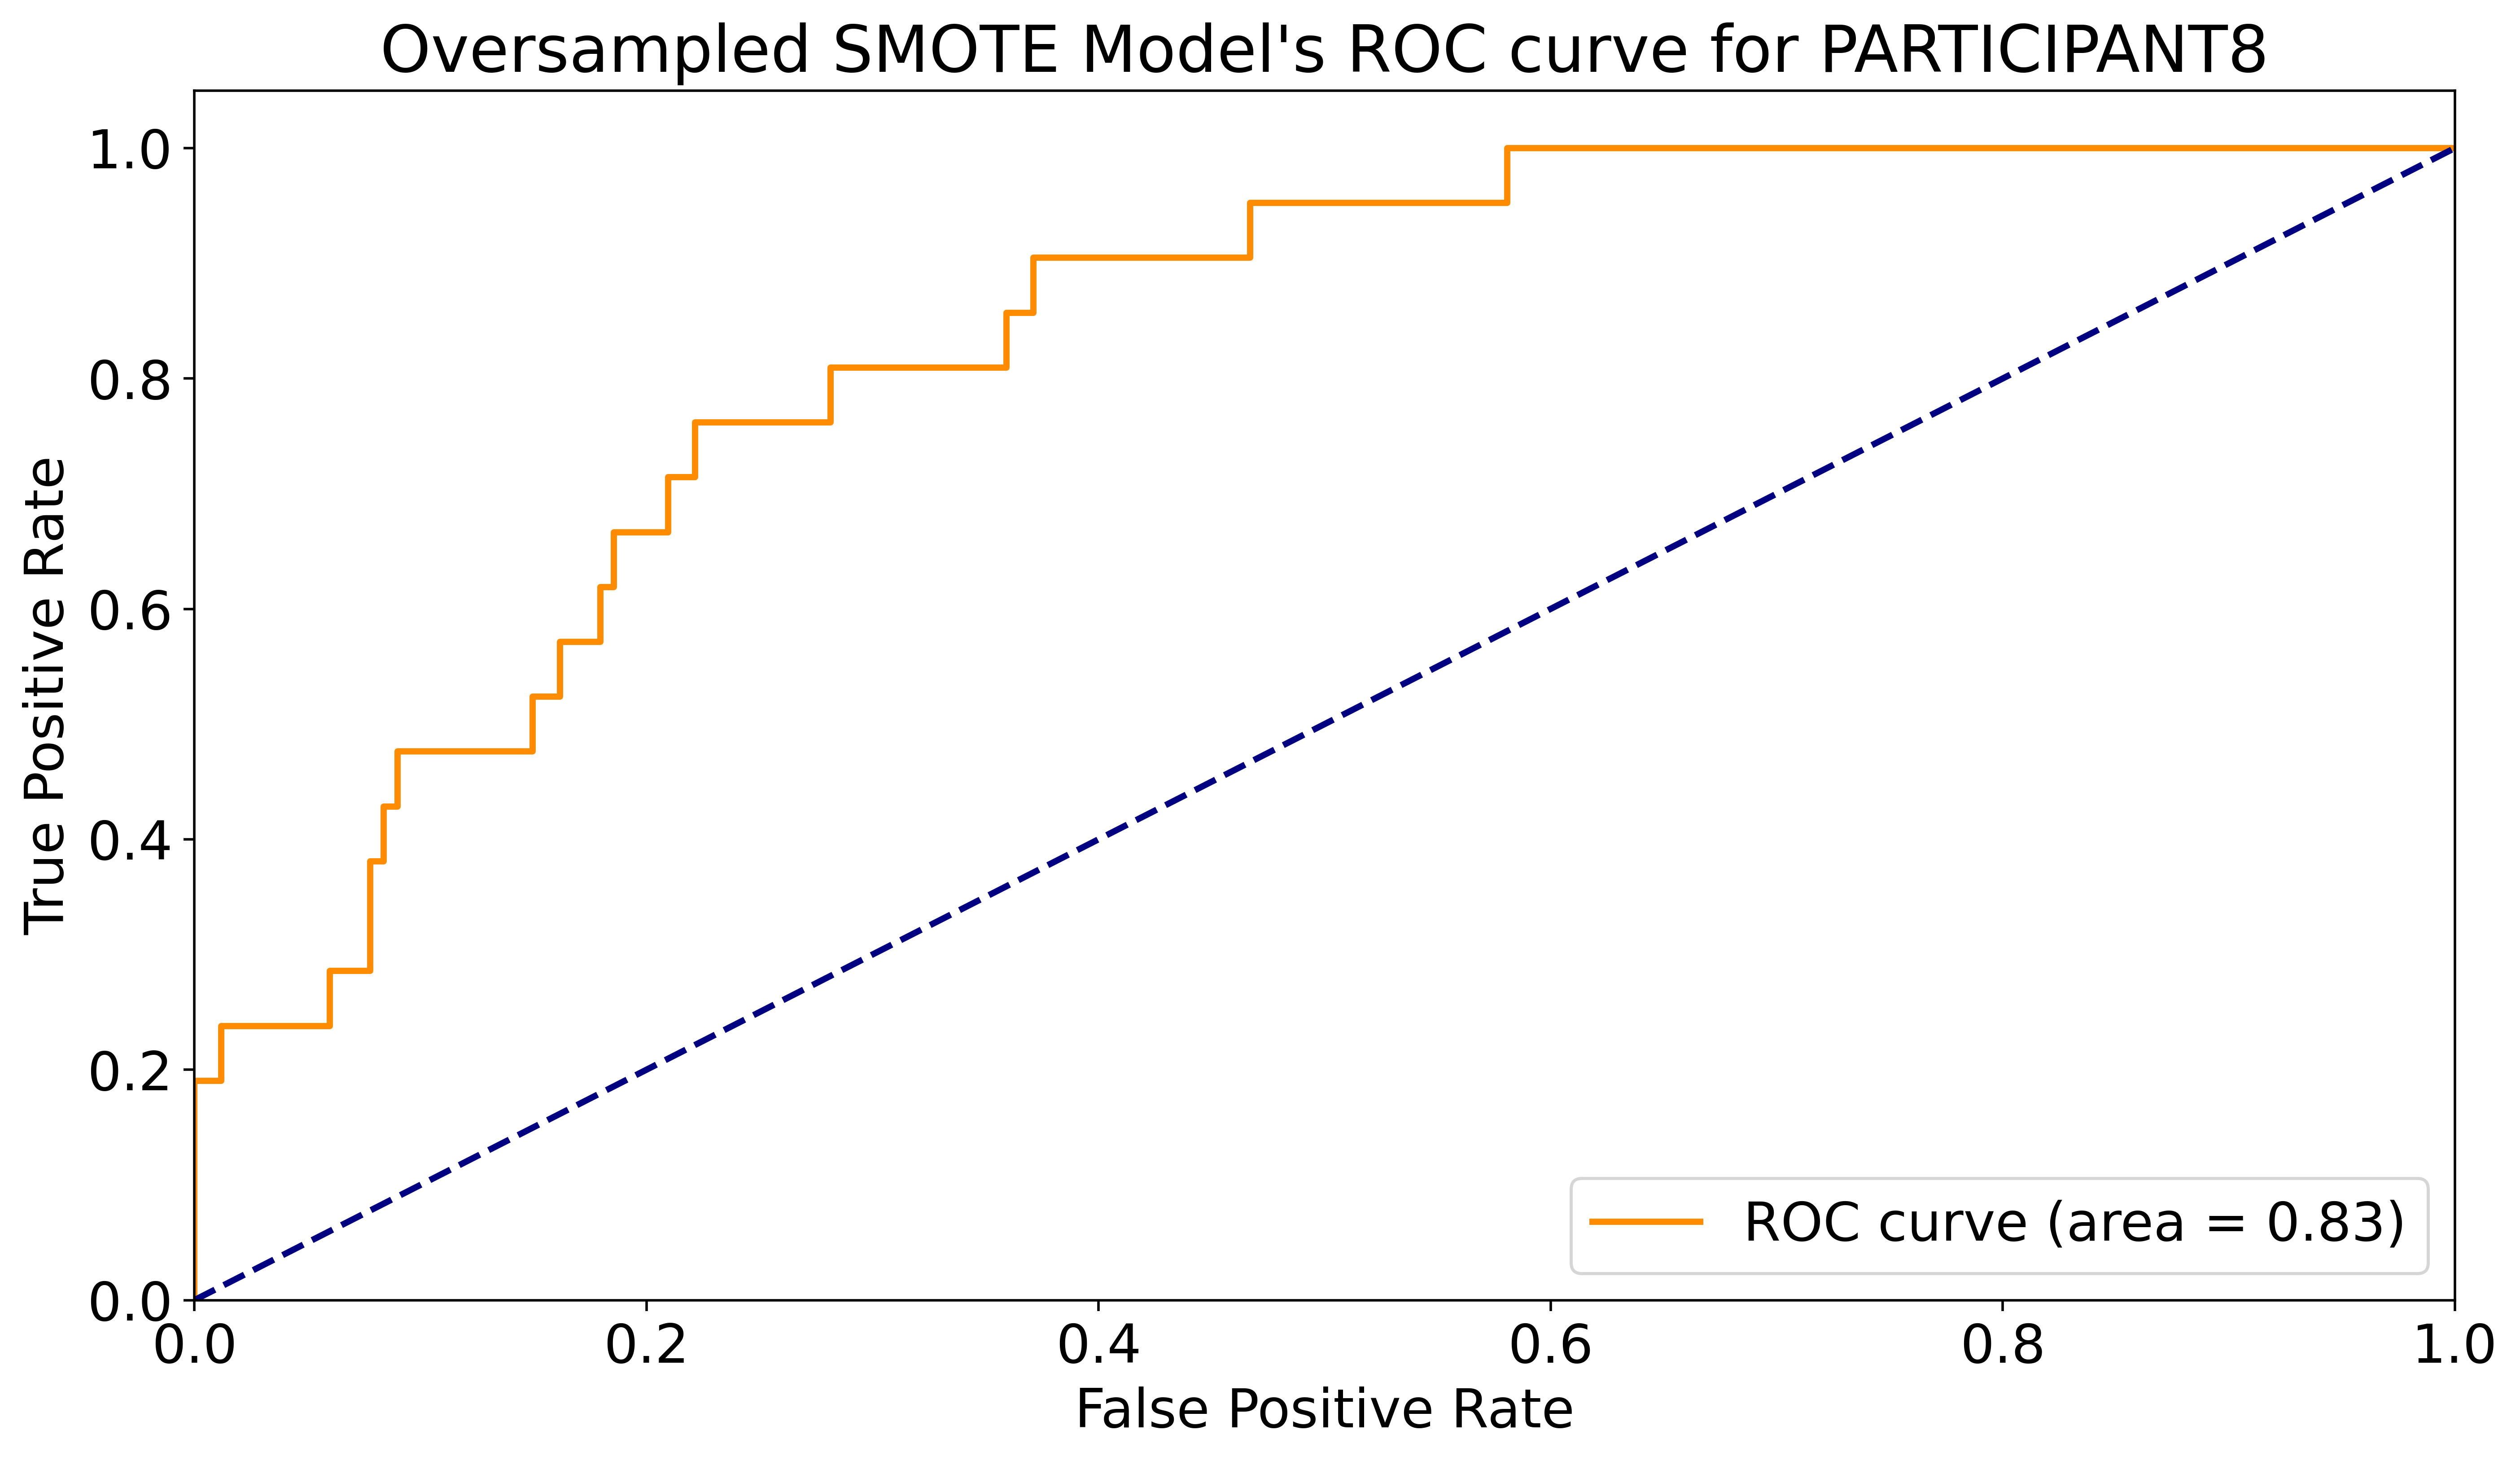 Oversampled SMOTE Model's ROC curve for PARTICIPANT8
True Positive Rate
1.0
0.8
0.6
0.4
0.2
0.0
0.0 0.2 0.4 0.6 0.8 1.0
False Positive Rate
ROC curve (area = 0.83)